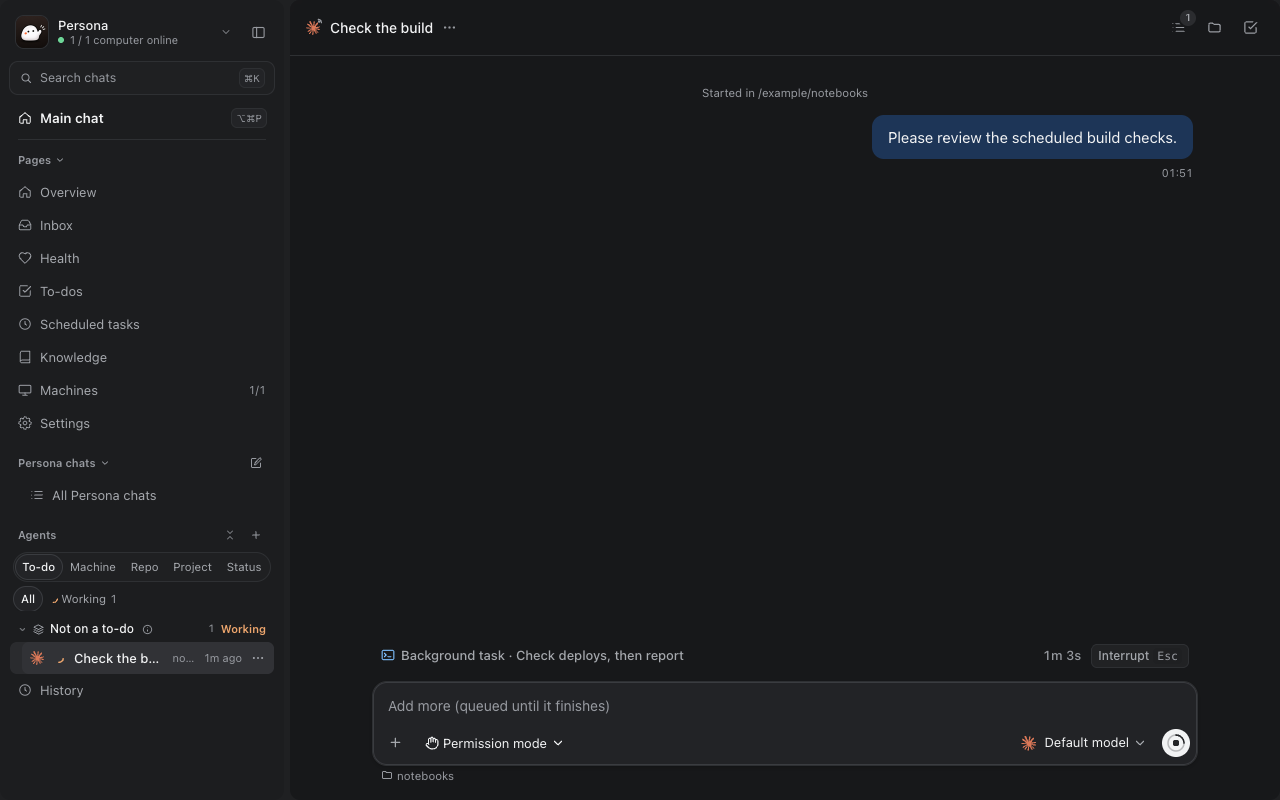 Persona
1 / 1 computer online
Search chats ⌘K
Main chat ⌥⌘P
Pages
Overview
Inbox
Health
To-dos
Scheduled tasks
Knowledge
Machines 1/1
Settings
Persona chats
All Persona chats
Agents
To-do Machine Repo Project Status
All Working 1
Not on a to-do 1 Working
Check the b... no... 1m ago
History
Check the build
1
Started in /example/notebooks
Please review the scheduled build checks.
01:51
Background task · Check deploys, then report 1m 3s Interrupt Esc
Add more (queued until it finishes)
Permission mode Default model
notebooks